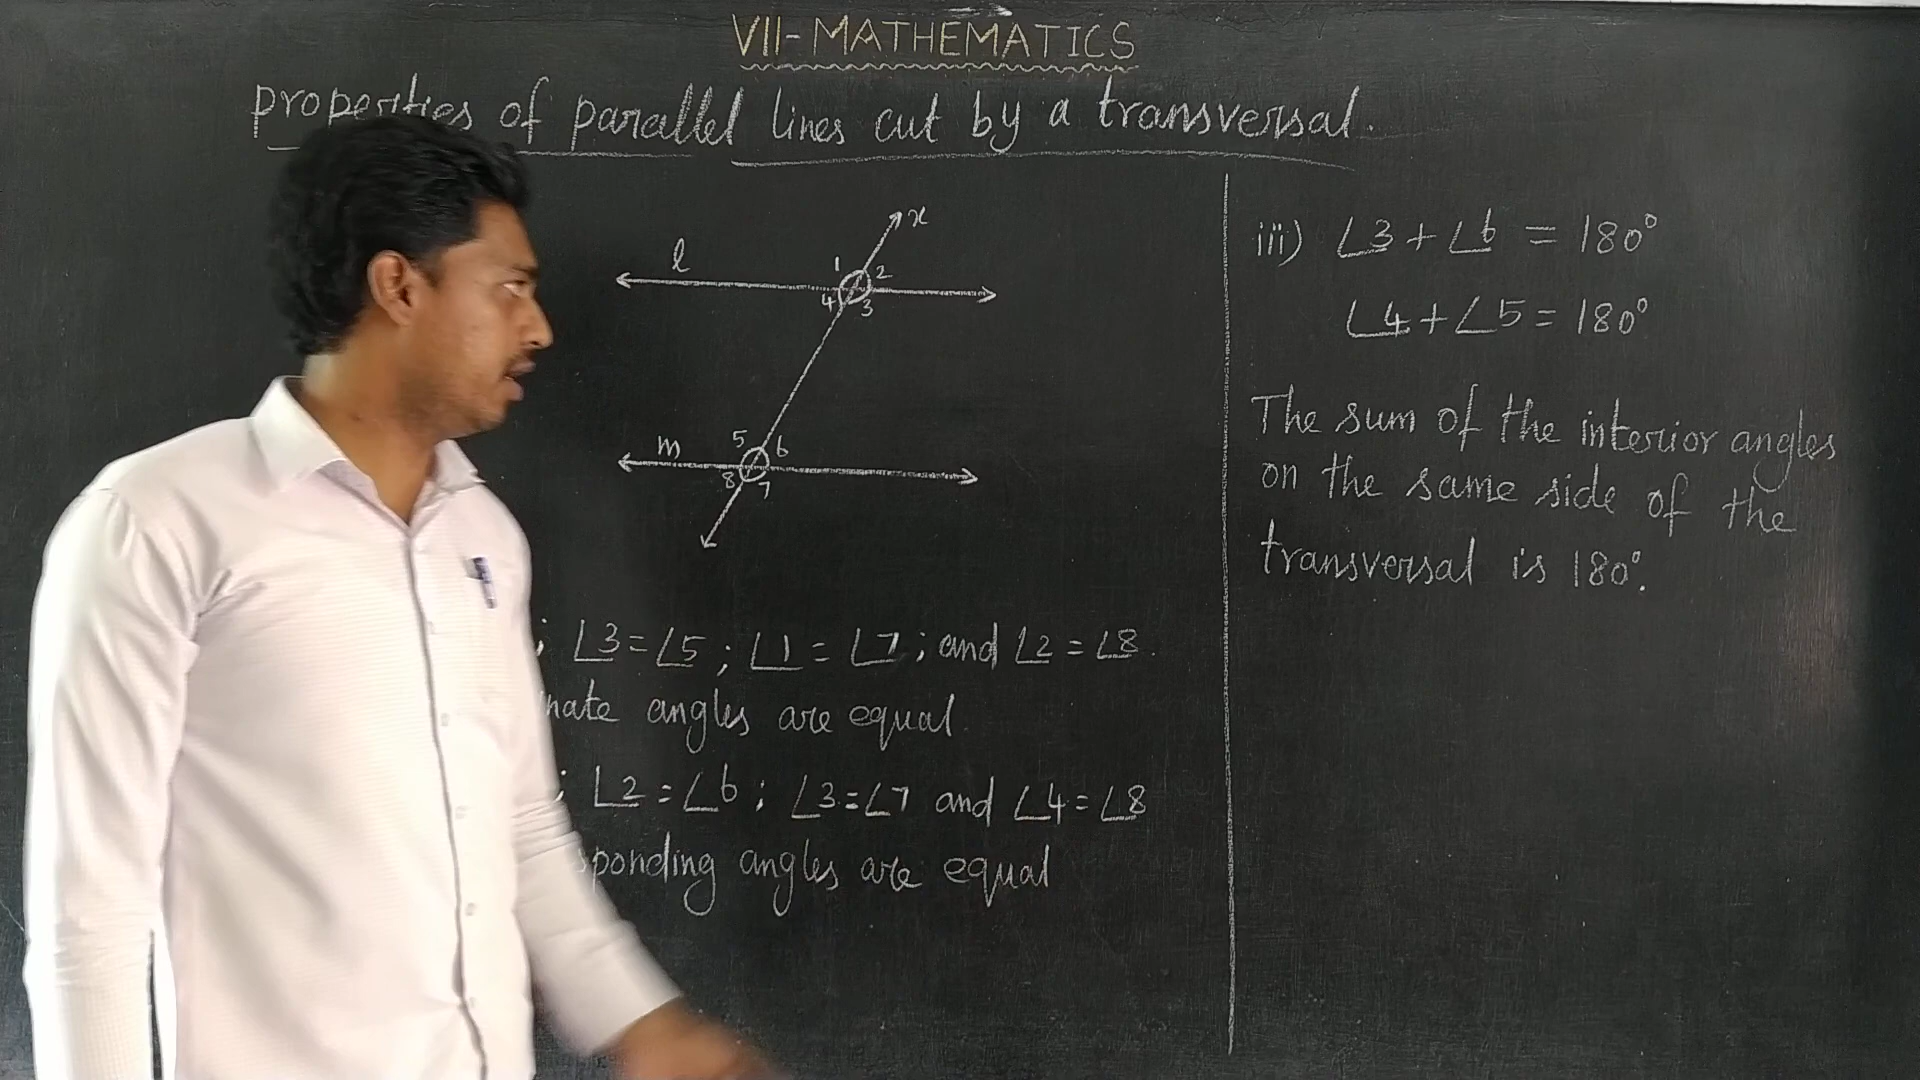 VII-MATHEMATICS
properties of parallel lines cut by a transversal.
x
l
1 2
4 3
m
5 6
8 7
; ∠3=∠5 ; ∠1=∠7 ; and ∠2=∠8.
nate angles are equal
; ∠2=∠6 ; ∠3=∠7 and ∠4=∠8
sponding angles are equal
iii) ∠3+∠6 = 180°
∠4+∠5=180°
The sum of the interior angles
on the same side of the
transversal is 180°.